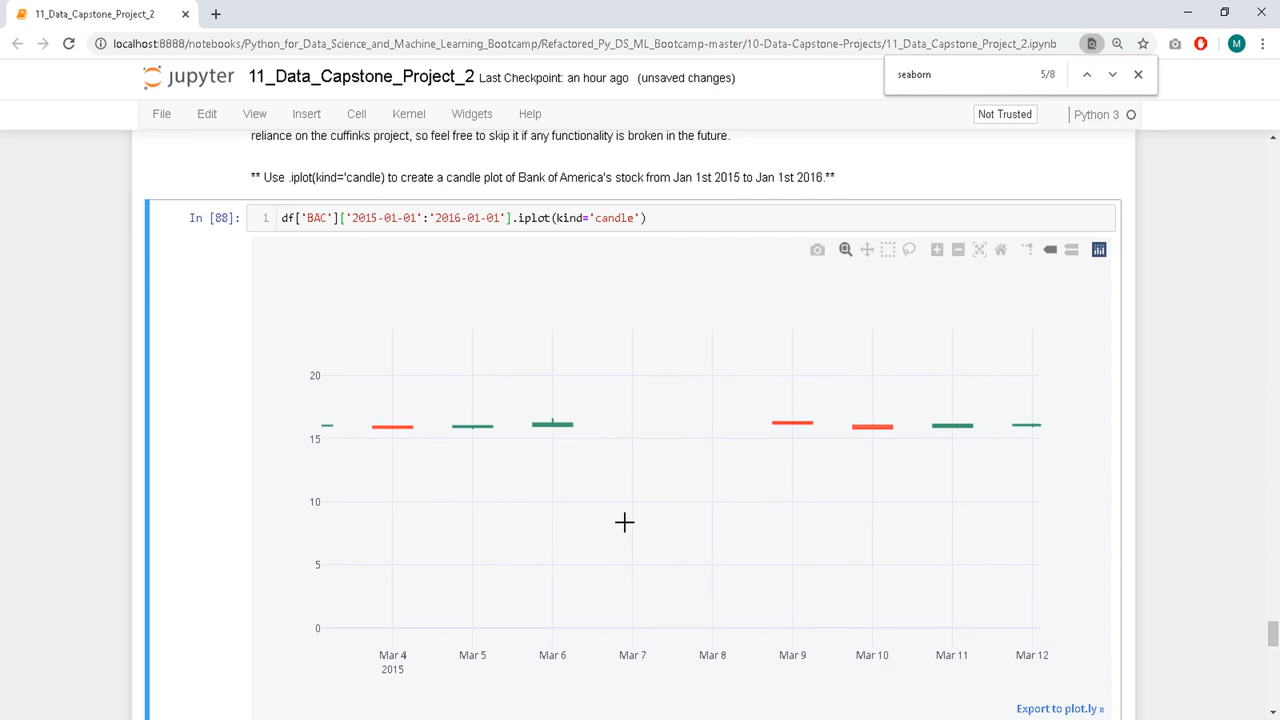 11_Data_Capstone_Project_2
localhost:8888/notebooks/Python_for_Data_Science_and_Machine_Learning_Bootcamp/Refactored_Py_DS_ML_Bootcamp-master/10-Data-Capstone-Projects/11_Data_Capstone_Project_2.ipynb
M
seaborn 5/8
jupyter 11_Data_Capstone_Project_2 Last Checkpoint: an hour ago (unsaved changes)
File Edit View Insert Cell Kernel Widgets Help Not Trusted Python 3
reliance on the cuffinks project, so feel free to skip it if any functionality is broken in the future.
** Use .iplot(kind='candle) to create a candle plot of Bank of America's stock from Jan 1st 2015 to Jan 1st 2016.**
In [88]: 1 df['BAC']['2015-01-01':'2016-01-01'].iplot(kind='candle')
20
15
10
5
0
Mar 4 Mar 5 Mar 6 Mar 7 Mar 8 Mar 9 Mar 10 Mar 11 Mar 12
2015
Export to plot.ly »